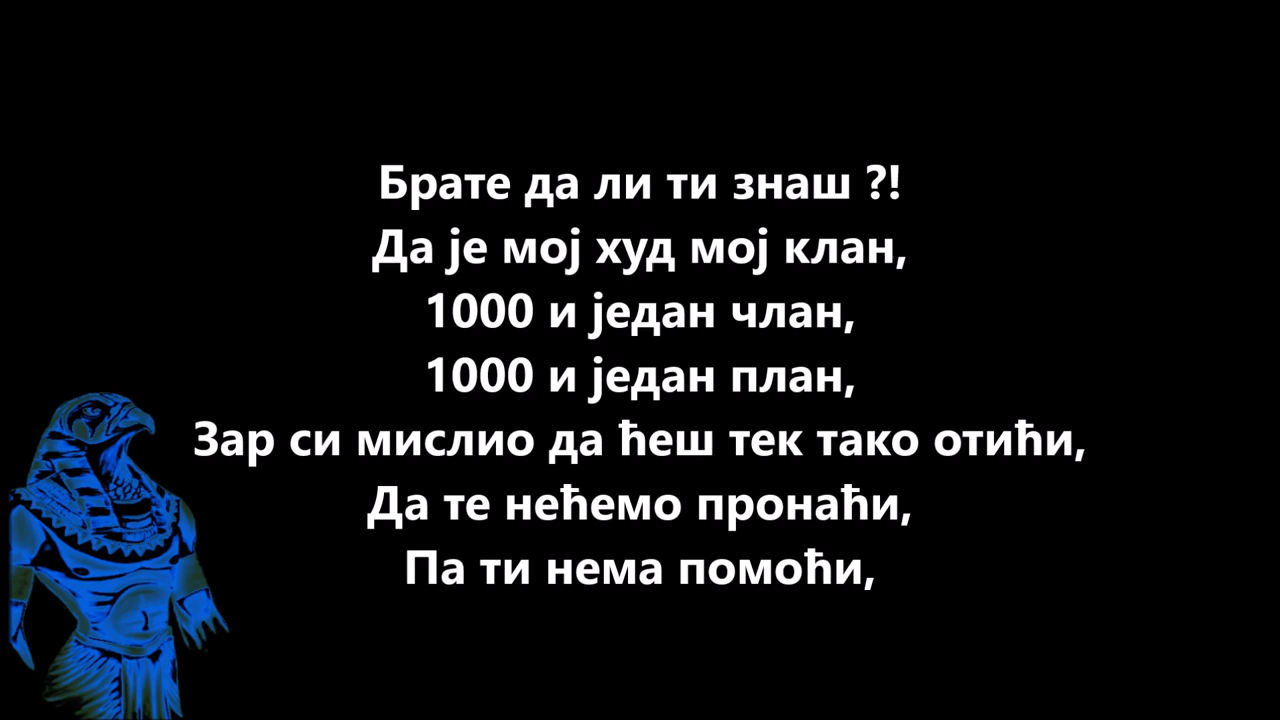 Брате да ли ти знаш ?!
Да је мој худ мој клан,
1000 и један члан,
1000 и један план,
Зар си мислио да ћеш тек тако отићи,
Да те нећемо пронаћи,
Па ти нема помоћи,